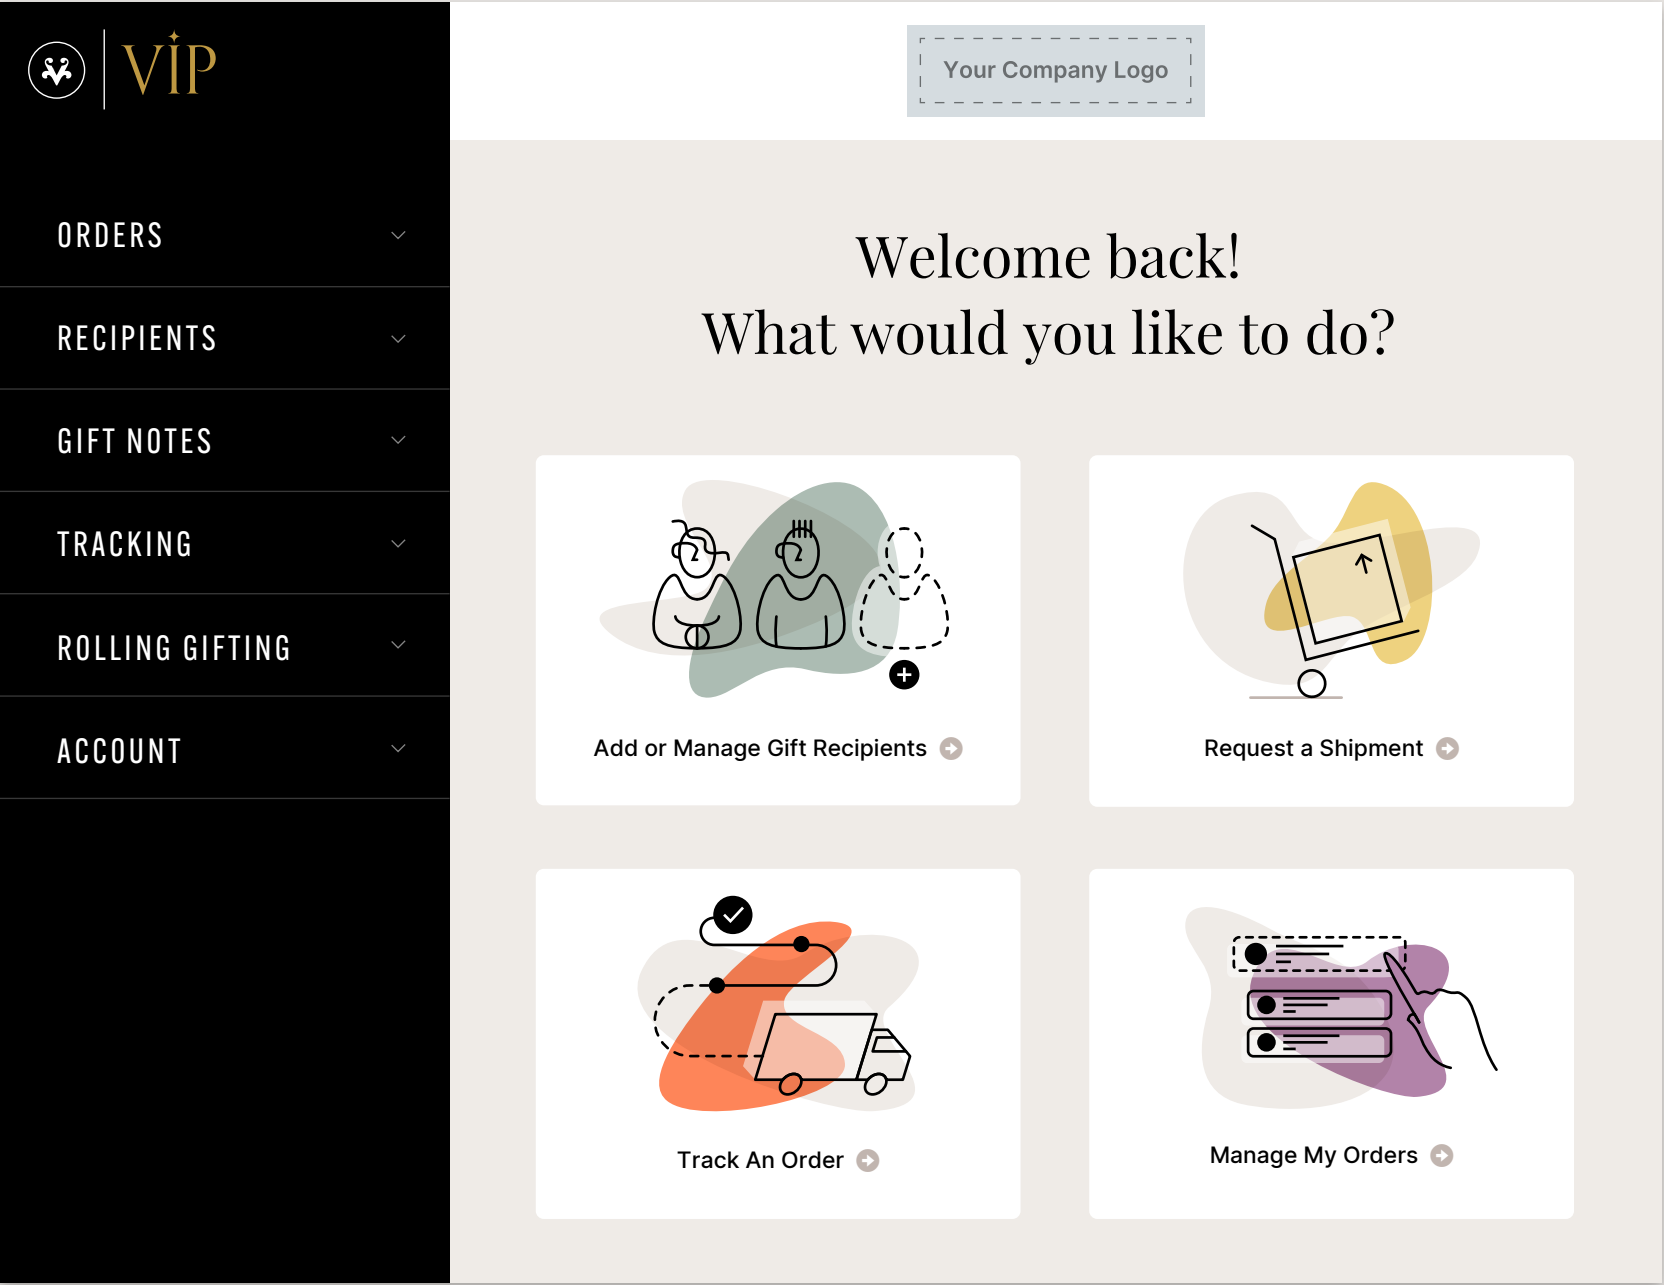 VIP
Your Company Logo
ORDERS
RECIPIENTS
GIFT NOTES
TRACKING
ROLLING GIFTING
ACCOUNT
Welcome back!
What would you like to do?
Add or Manage Gift Recipients
Request a Shipment
Track An Order
Manage My Orders